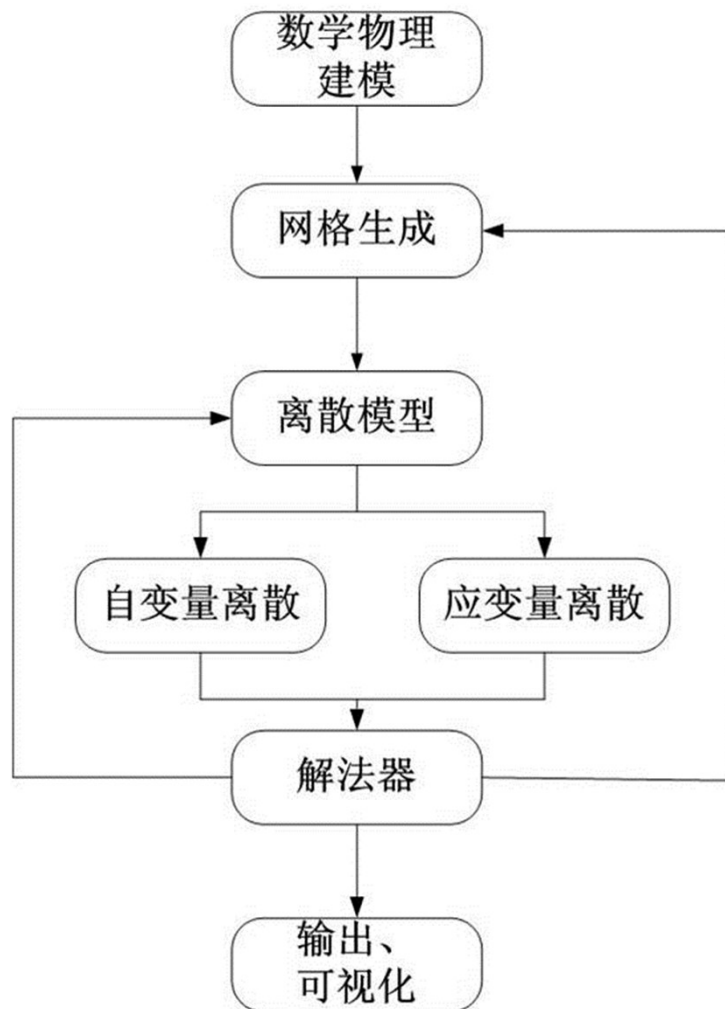 数学物理
建模
网格生成
离散模型
自变量离散
应变量离散
解法器
输出、
可视化